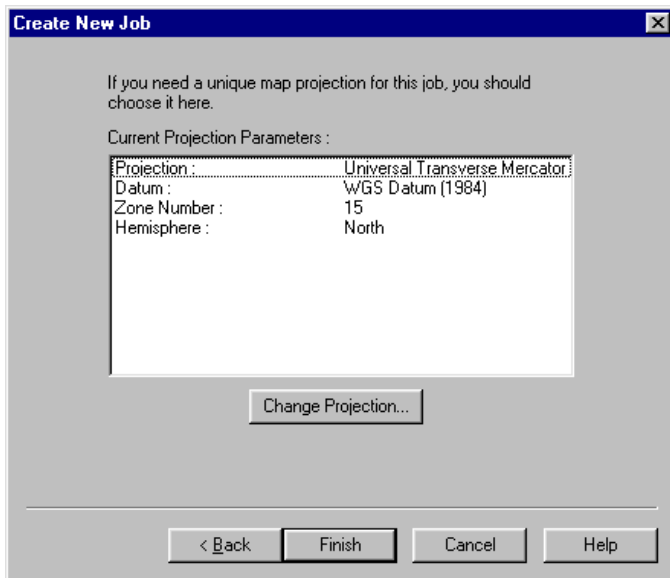 Create New Job
If you need a unique map projection for this job, you should
choose it here.
Current Projection Parameters :
Projection : Universal Transverse Mercator
Datum : WGS Datum (1984)
Zone Number : 15
Hemisphere : North
Change Projection...
< Back Finish Cancel Help